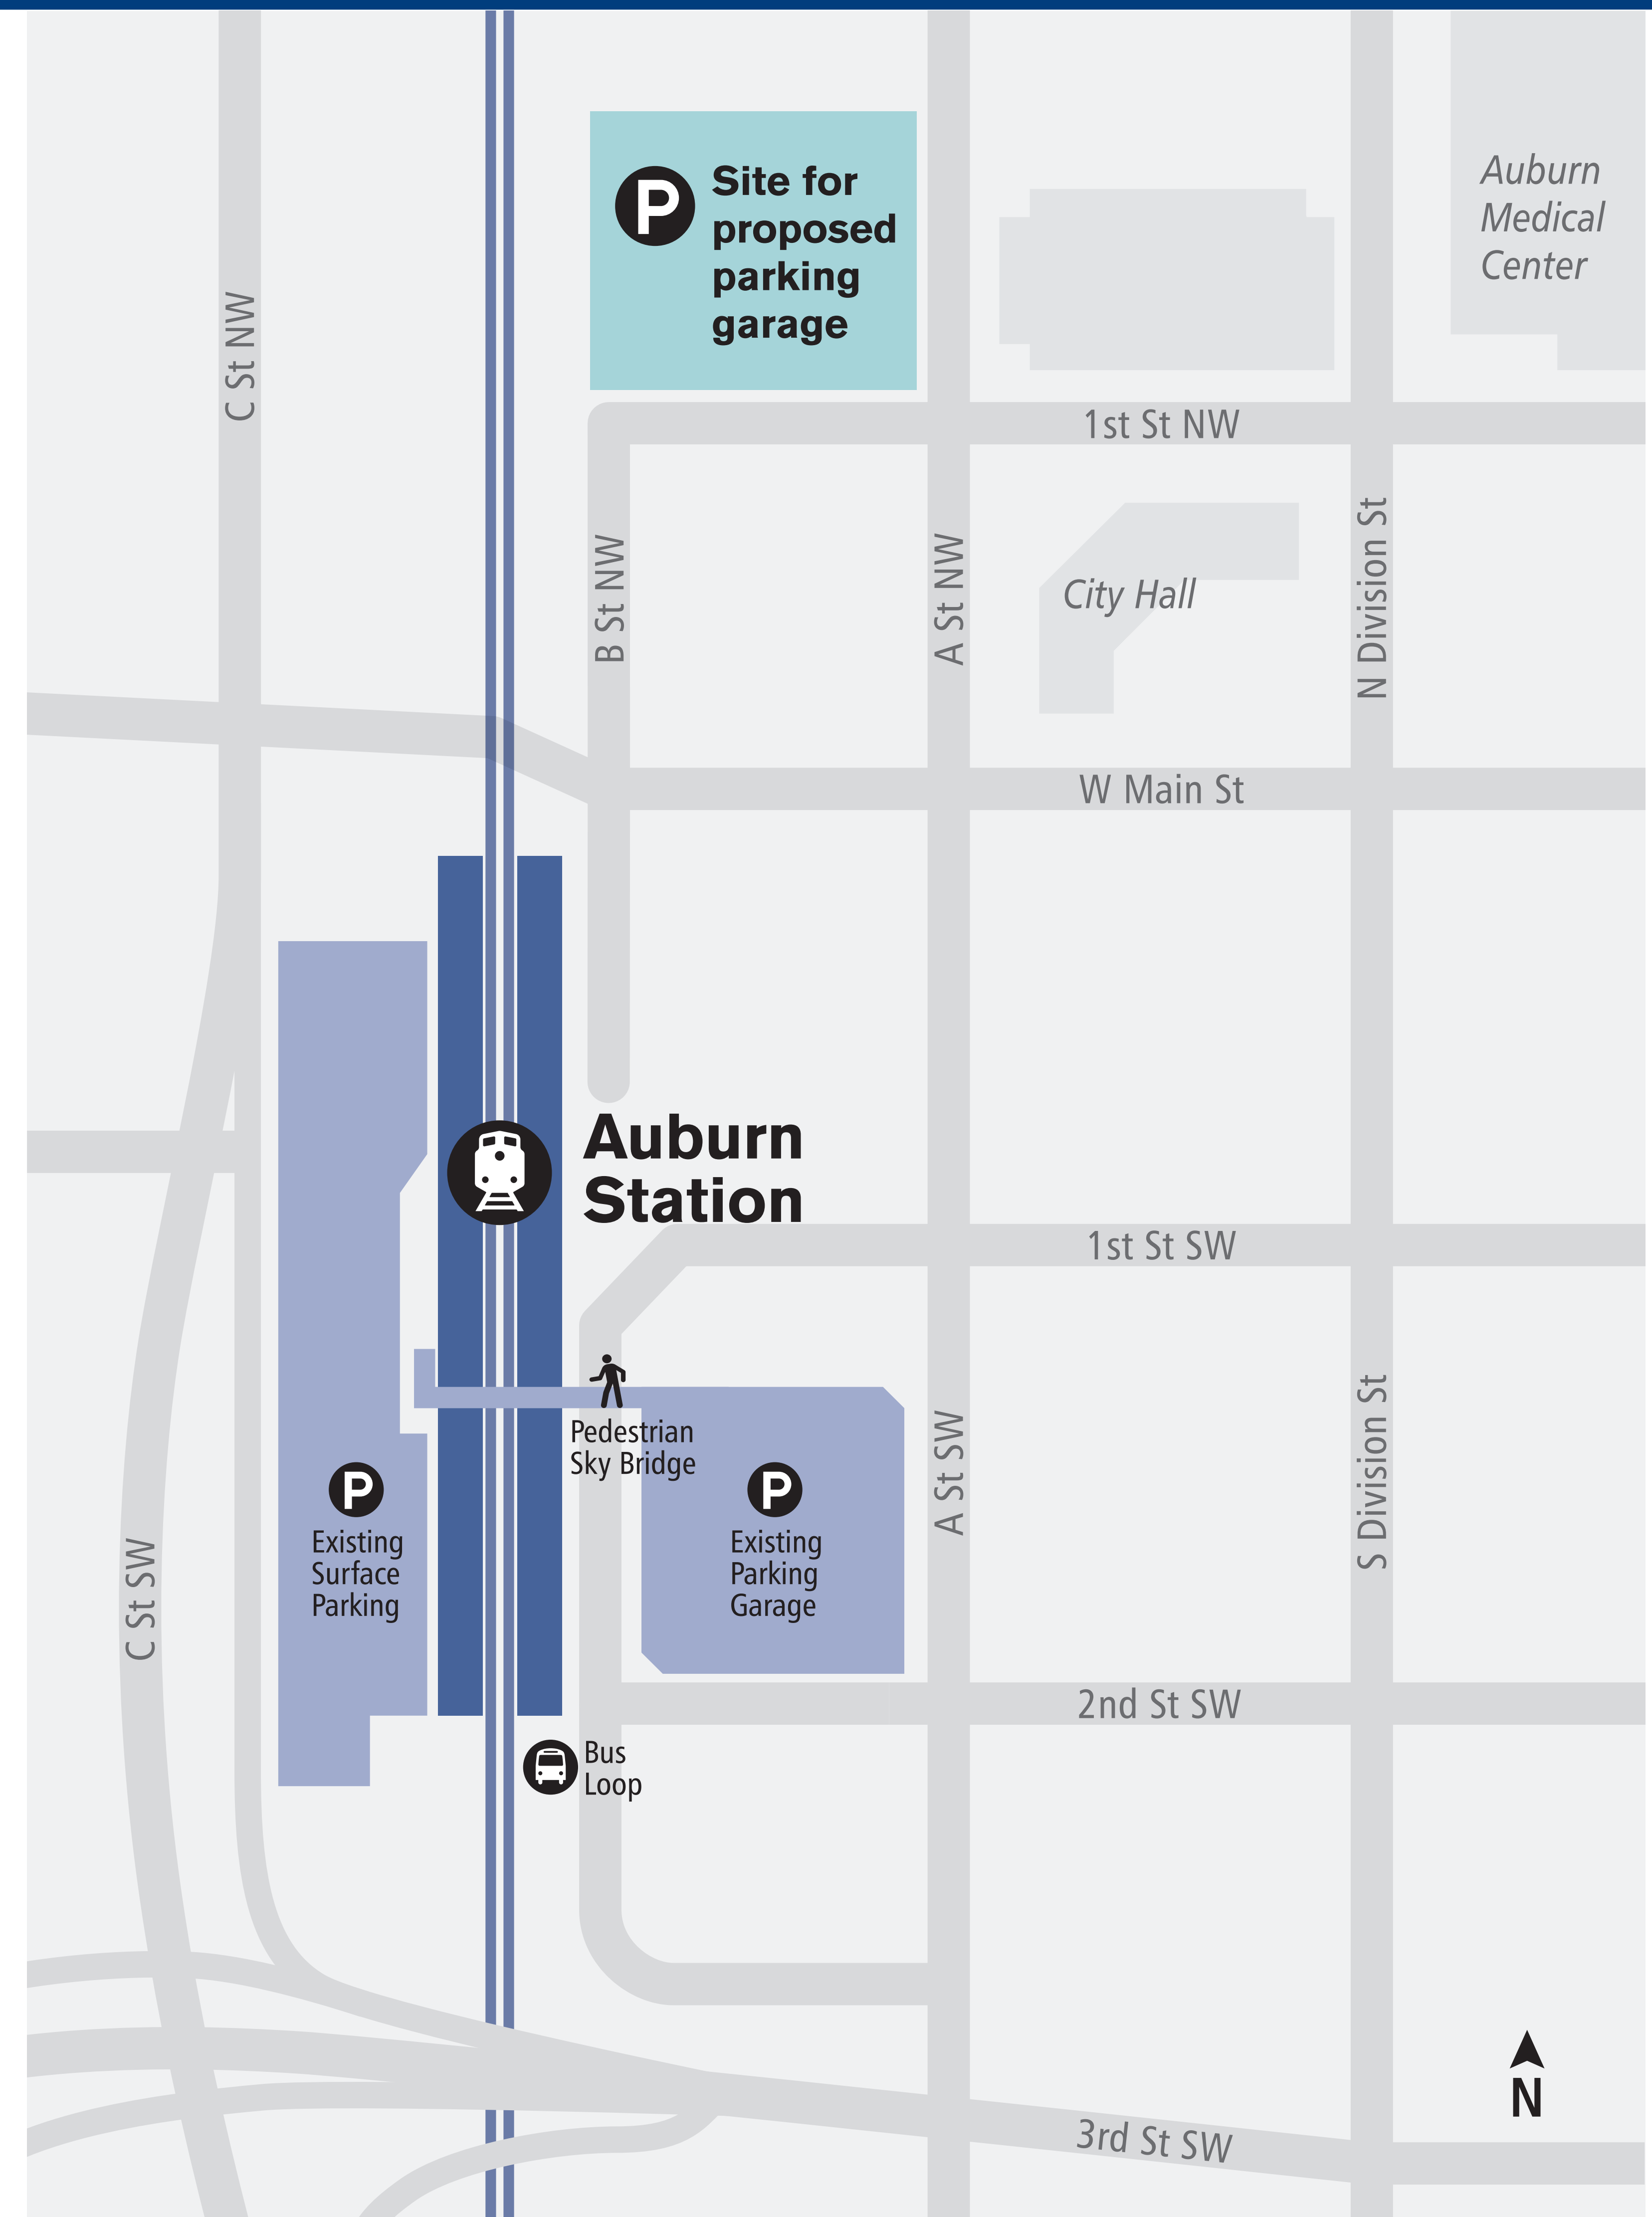 P
Site for
proposed
parking
garage
Auburn
Medical
Center
C St NW
1st St NW
B St NW
A St NW
City Hall
N Division St
W Main St
Auburn
Station
1st St SW
Pedestrian
Sky Bridge
A St SW
S Division St
P
Existing
Surface
Parking
P
Existing
Parking
Garage
C St SW
2nd St SW
Bus
Loop
N
3rd St SW